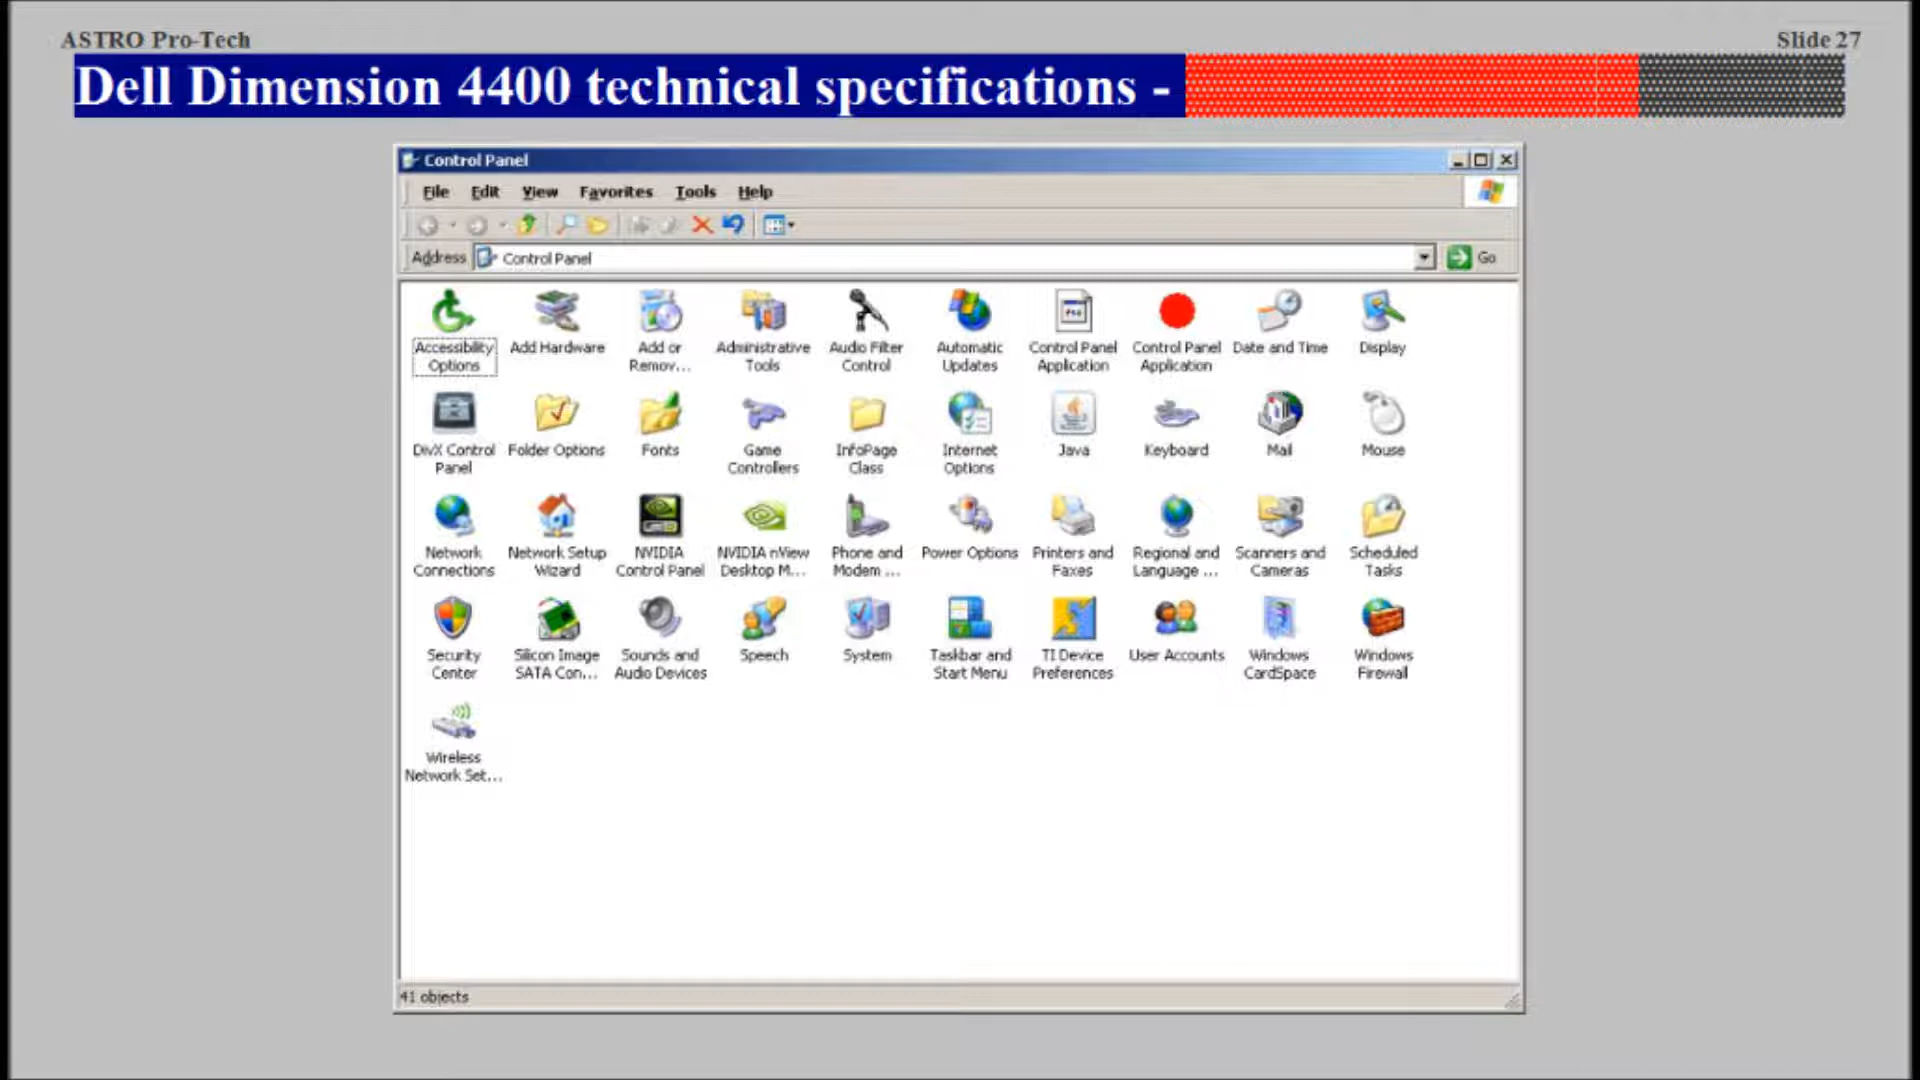 ASTRO Pro-Tech
Slide 27
Dell Dimension 4400 technical specifications -
Control Panel
File Edit View Favorites Tools Help
Address Control Panel Go
Accessibility Options
Add Hardware
Add or Remov...
Administrative Tools
Audio Filter Control
Automatic Updates
Control Panel Application
Control Panel Application
Date and Time
Display
DivX Control Panel
Folder Options
Fonts
Game Controllers
InfoPage Class
Internet Options
Java
Keyboard
Mail
Mouse
Network Connections
Network Setup Wizard
NVIDIA Control Panel
NVIDIA nView Desktop M...
Phone and Modem ...
Power Options
Printers and Faxes
Regional and Language ...
Scanners and Cameras
Scheduled Tasks
Security Center
Silicon Image SATA Con...
Sounds and Audio Devices
Speech
System
Taskbar and Start Menu
TI Device Preferences
User Accounts
Windows CardSpace
Windows Firewall
Wireless Network Set...
41 objects